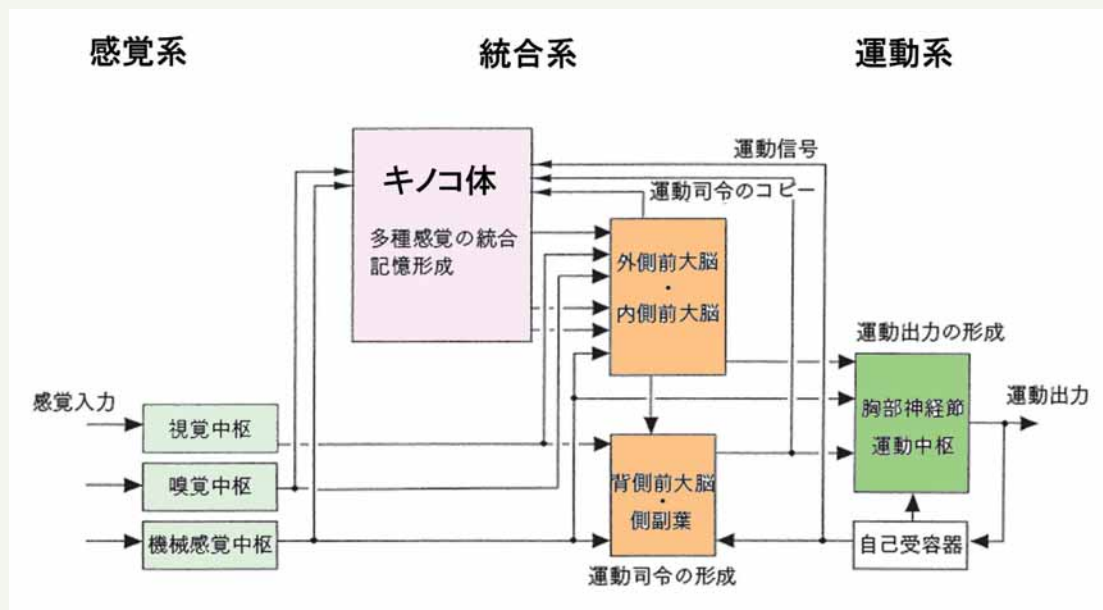 感覚系
統合系
運動系
キノコ体
多種感覚の統合
記憶形成
運動信号
運動司令のコピー
外側前大脳
・
内側前大脳
運動出力の形成
感覚入力
視覚中枢
嗅覚中枢
機械感覚中枢
背側前大脳
・
側副葉
運動司令の形成
胸部神経節
運動中枢
運動出力
自己受容器